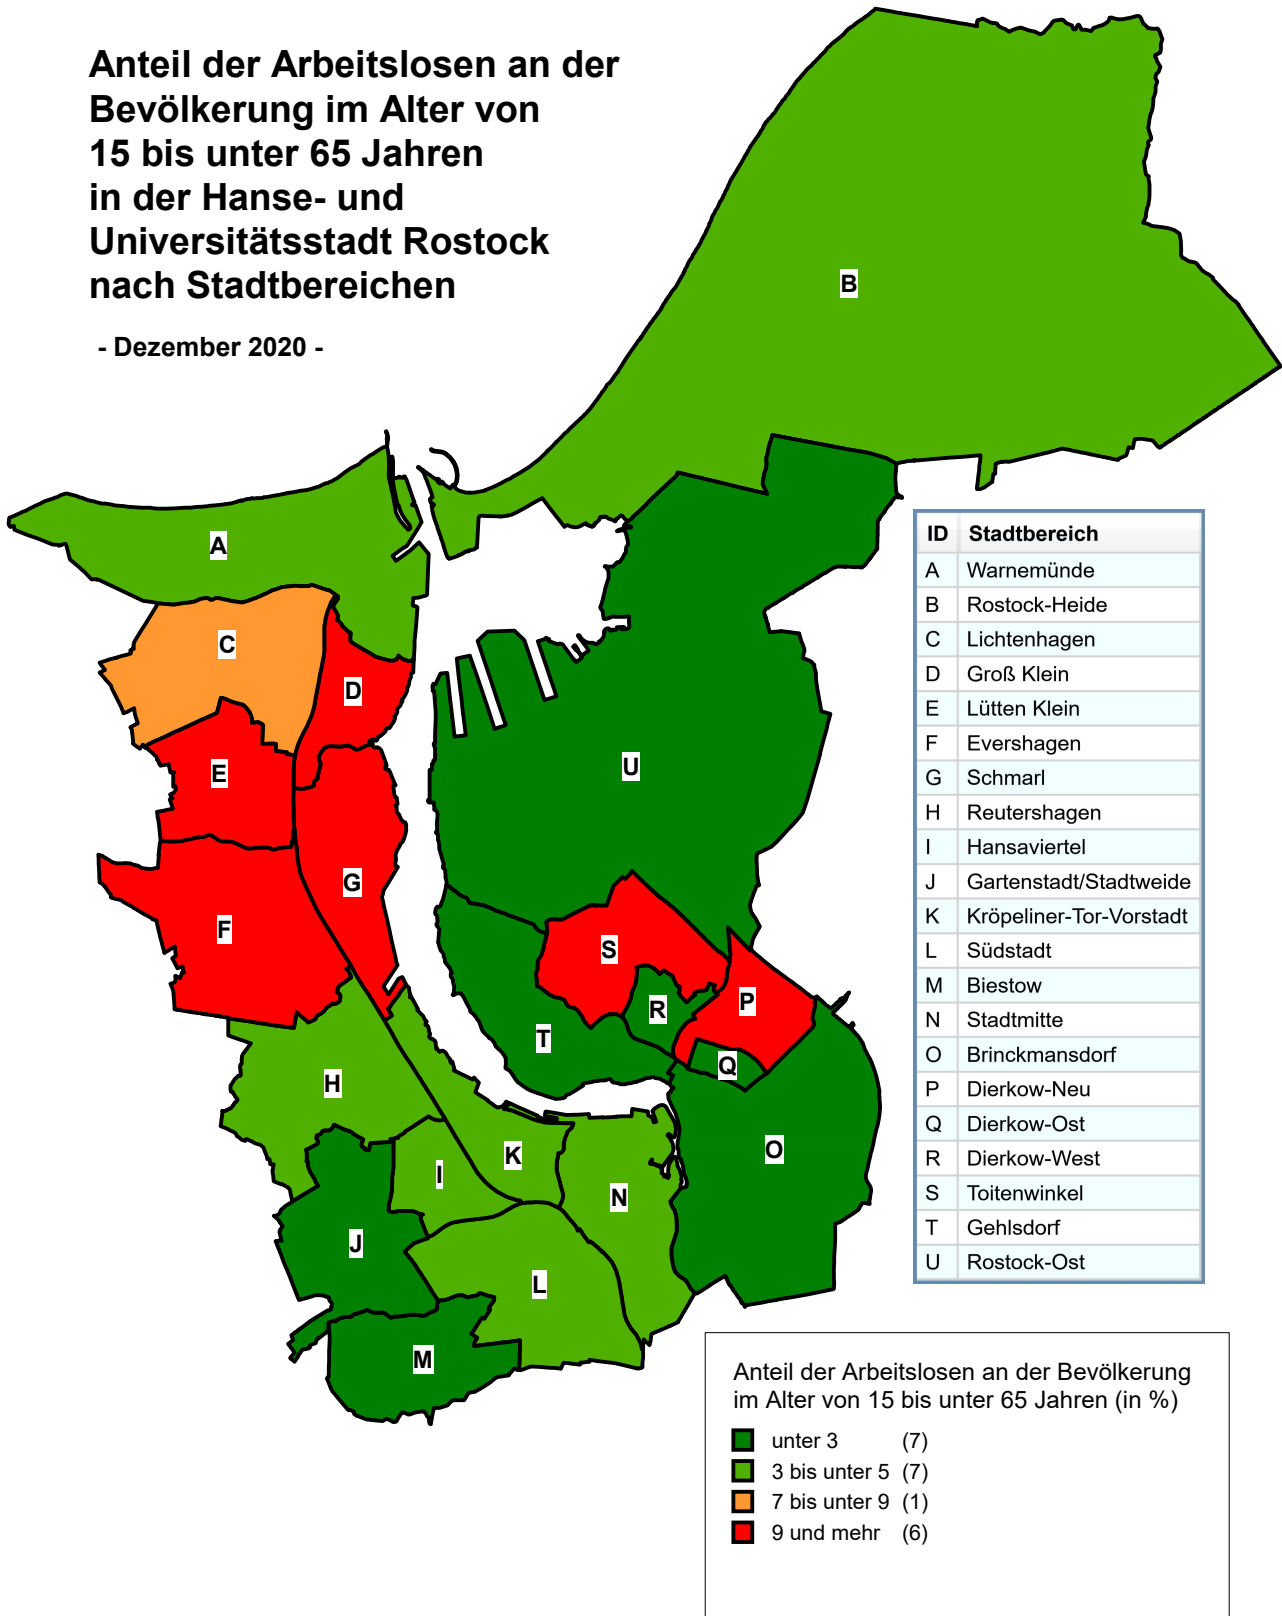 Anteil der Arbeitslosen an der
Bevölkerung im Alter von
15 bis unter 65 Jahren
in der Hanse- und
Universitätsstadt Rostock
nach Stadtbereichen
- Dezember 2020 -
B
A
C
D
E
U
G
F
S
P
R
T
Q
H
K
I
O
N
J
L
M
ID Stadtbereich
A Warnemünde
B Rostock-Heide
C Lichtenhagen
D Groß Klein
E Lütten Klein
F Evershagen
G Schmarl
H Reutershagen
I Hansaviertel
J Gartenstadt/Stadtweide
K Kröpeliner-Tor-Vorstadt
L Südstadt
M Biestow
N Stadtmitte
O Brinckmansdorf
P Dierkow-Neu
Q Dierkow-Ost
R Dierkow-West
S Toitenwinkel
T Gehlsdorf
U Rostock-Ost
Anteil der Arbeitslosen an der Bevölkerung
im Alter von 15 bis unter 65 Jahren (in %)
unter 3 (7)
3 bis unter 5 (7)
7 bis unter 9 (1)
9 und mehr (6)